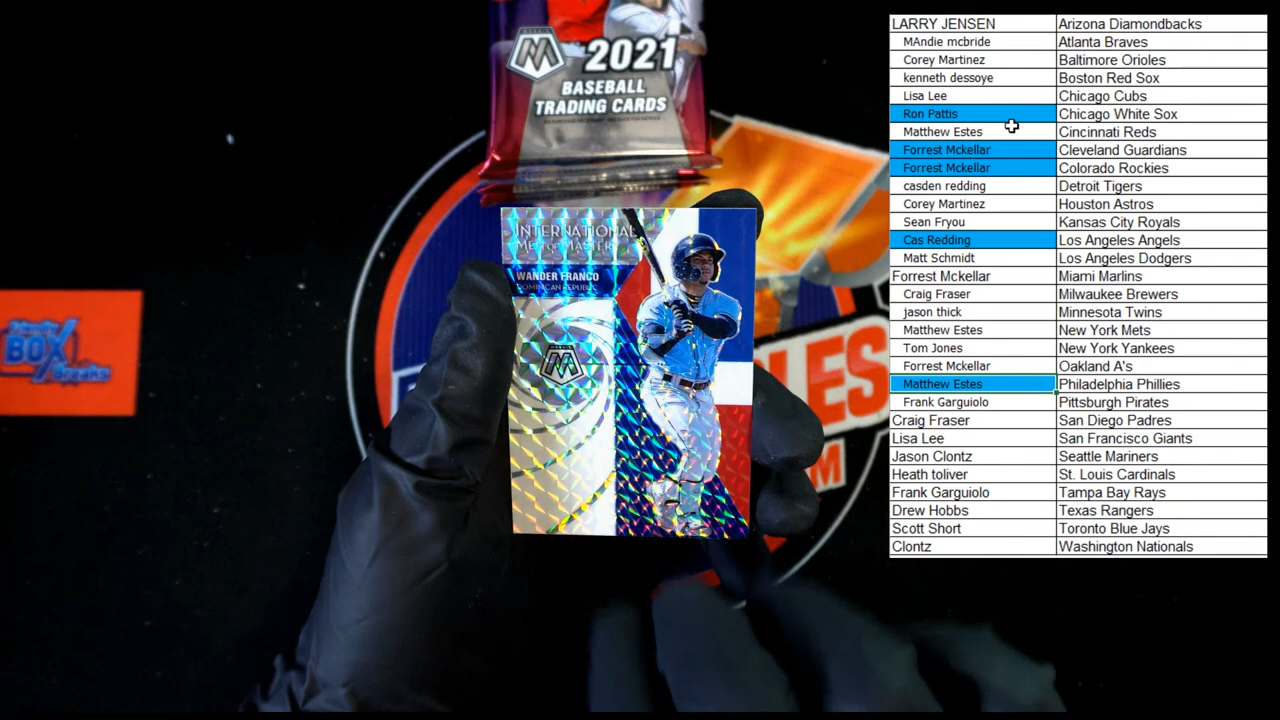 2021
BASEBALL
TRADING CARDS
INTERNATIONAL
MEN OF MASTERY
WANDER FRANCO
DOMINICAN REPUBLIC
M
BOX
Breaks
LES
M
LARRY JENSEN Arizona Diamondbacks
MAndie mcbride Atlanta Braves
Corey Martinez Baltimore Orioles
kenneth dessoye Boston Red Sox
Lisa Lee Chicago Cubs
Ron Pattis Chicago White Sox
Matthew Estes Cincinnati Reds
Forrest Mckellar Cleveland Guardians
Forrest Mckellar Colorado Rockies
casden redding Detroit Tigers
Corey Martinez Houston Astros
Sean Fryou Kansas City Royals
Cas Redding Los Angeles Angels
Matt Schmidt Los Angeles Dodgers
Forrest Mckellar Miami Marlins
Craig Fraser Milwaukee Brewers
jason thick Minnesota Twins
Matthew Estes New York Mets
Tom Jones New York Yankees
Forrest Mckellar Oakland A's
Matthew Estes Philadelphia Phillies
Frank Garguiolo Pittsburgh Pirates
Craig Fraser San Diego Padres
Lisa Lee San Francisco Giants
Jason Clontz Seattle Mariners
Heath toliver St. Louis Cardinals
Frank Garguiolo Tampa Bay Rays
Drew Hobbs Texas Rangers
Scott Short Toronto Blue Jays
Clontz Washington Nationals